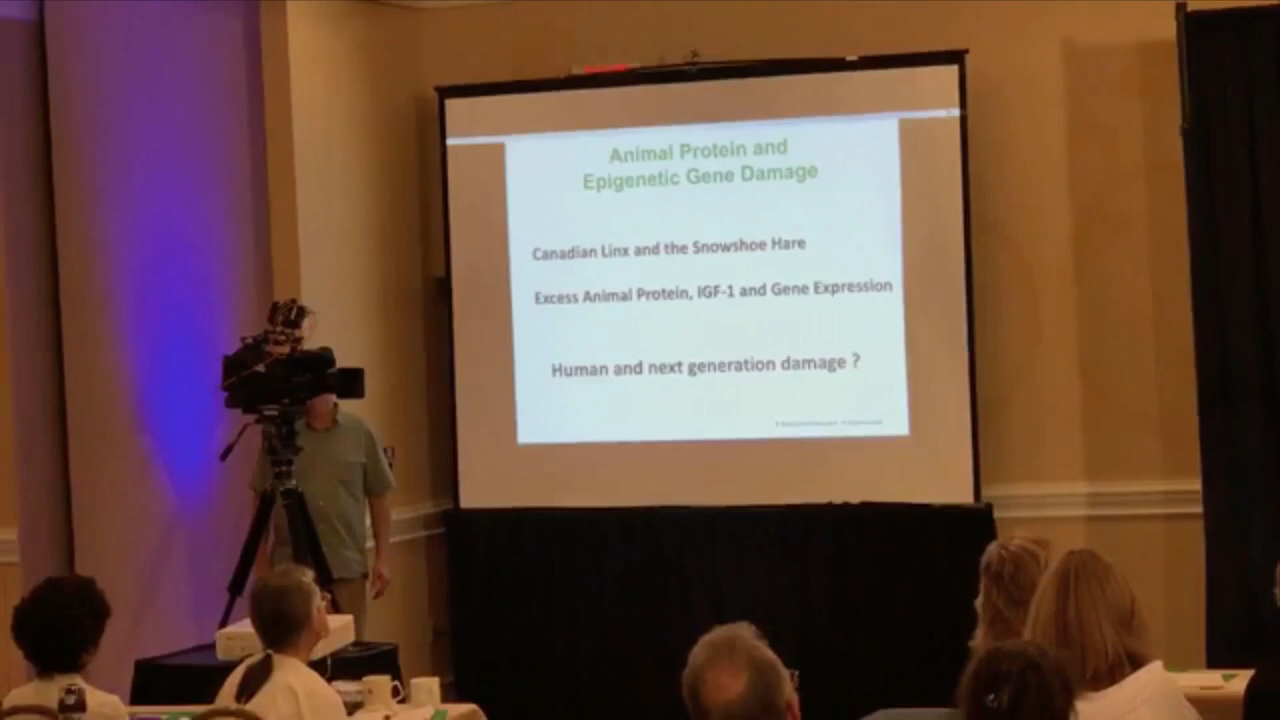 Animal Protein and
Epigenetic Gene Damage
Canadian Linx and the Snowshoe Hare
Excess Animal Protein, IGF-1 and Gene Expression
Human and next generation damage ?